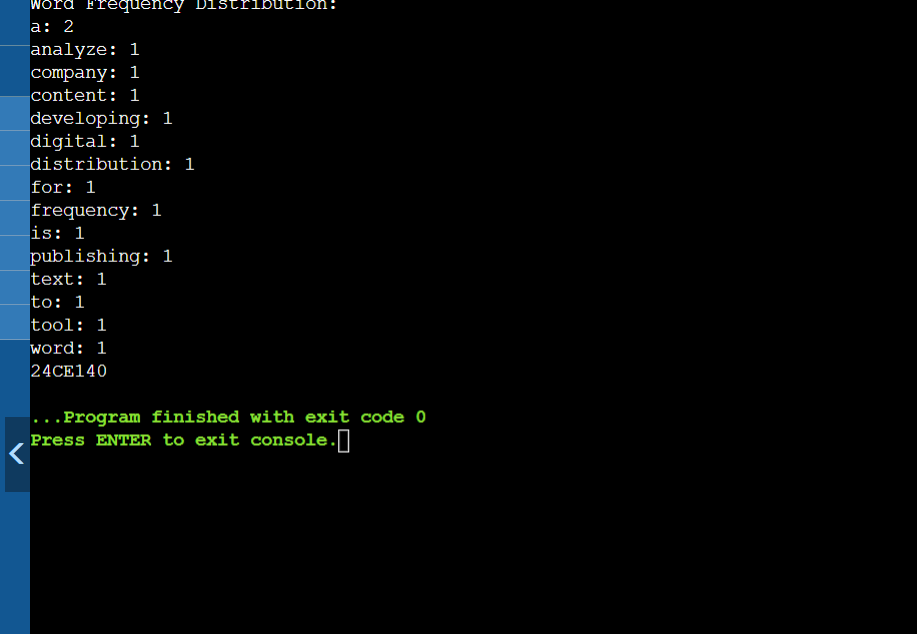 Word Frequency Distribution:
a: 2
analyze: 1
company: 1
content: 1
developing: 1
digital: 1
distribution: 1
for: 1
frequency: 1
is: 1
publishing: 1
text: 1
to: 1
tool: 1
word: 1
24CE140
...Program finished with exit code 0
Press ENTER to exit console.